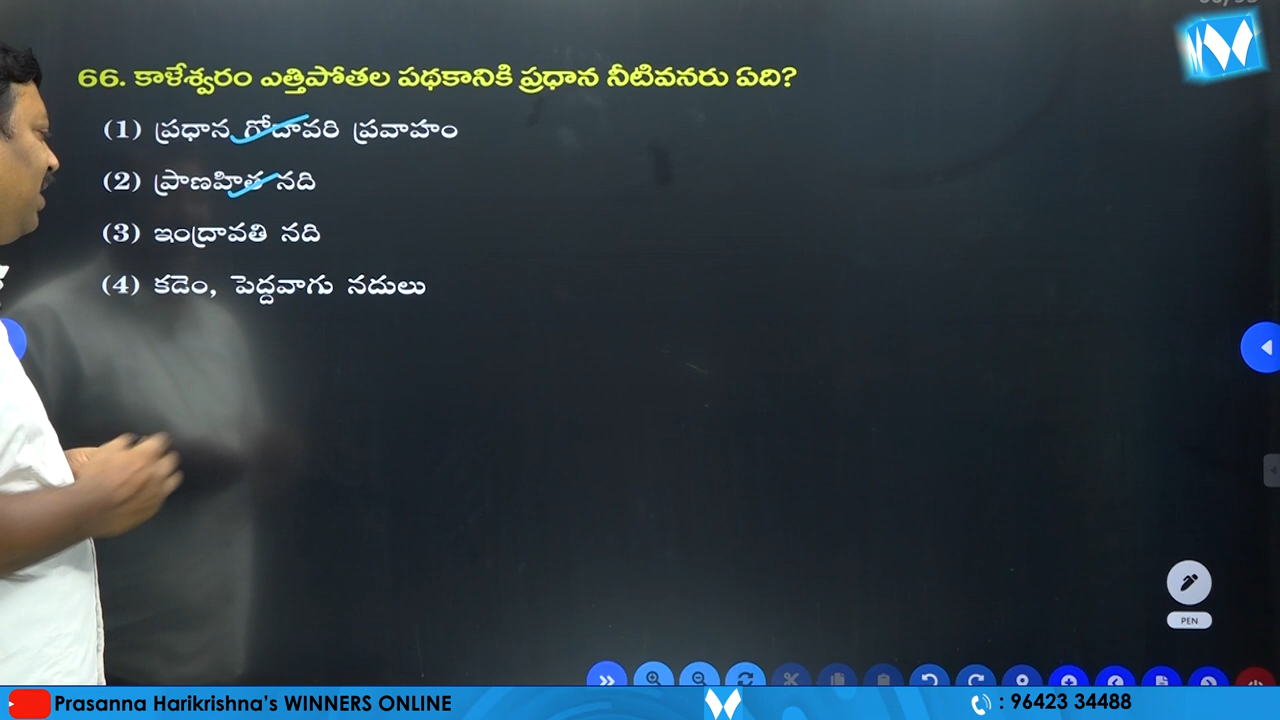 66. కాళేశ్వరం ఎత్తిపోతల పథకానికి ప్రధాన నీటివనరు ఏది?
(1) ప్రధాన గోదావరి ప్రవాహం
(2) ప్రాణహిత నది
(3) ఇంద్రావతి నది
(4) కడెం, పెద్దవాగు నదులు
PEN
Prasanna Harikrishna's WINNERS ONLINE
: 96423 34488